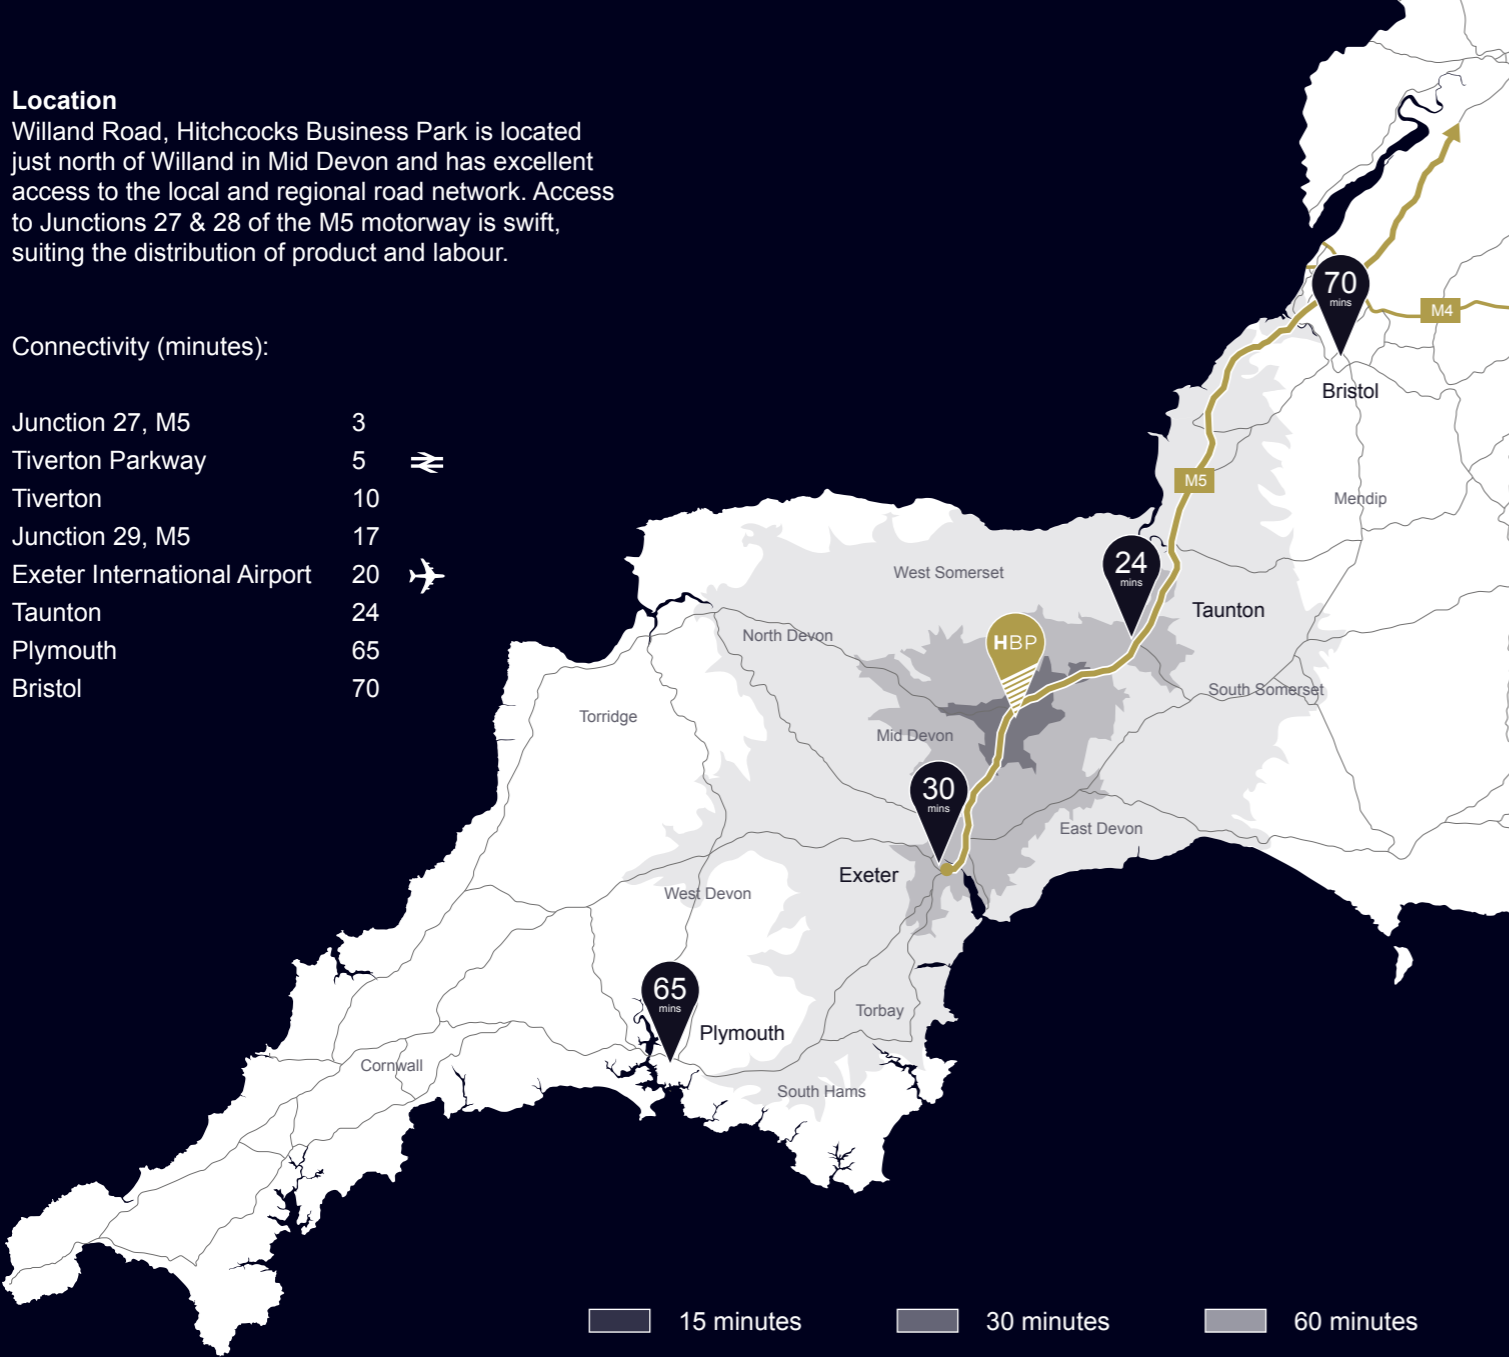 Location
Willand Road, Hitchcocks Business Park is located
just north of Willand in Mid Devon and has excellent
access to the local and regional road network. Access
to Junctions 27 & 28 of the M5 motorway is swift,
suiting the distribution of product and labour.
Connectivity (minutes):
Junction 27, M5 3
Tiverton Parkway 5
Tiverton 10
Junction 29, M5 17
Exeter International Airport 20
Taunton 24
Plymouth 65
Bristol 70
70
mins
M4
Bristol
M5
Mendip
24
mins
West Somerset
Taunton
North Devon
HBP
South Somerset
Torridge
Mid Devon
30
mins
East Devon
Exeter
West Devon
65
mins
Torbay
Plymouth
Cornwall
South Hams
15 minutes
30 minutes
60 minutes